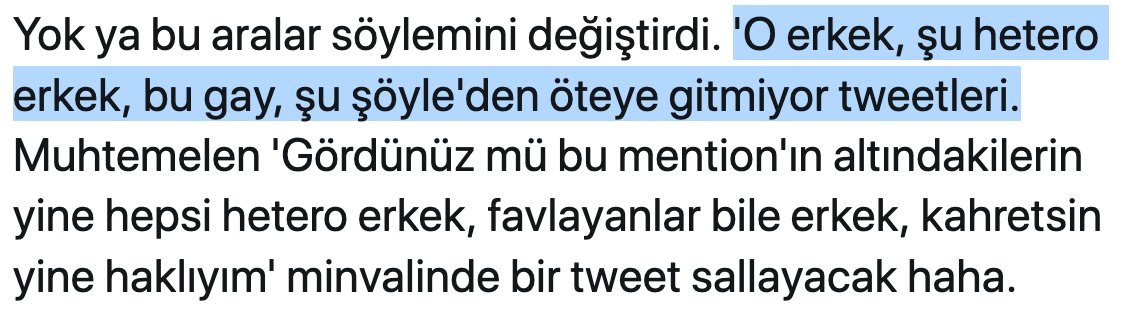 Yok ya bu aralar söylemini değiştirdi. 'O erkek, şu hetero
erkek, bu gay, şu şöyle'den öteye gitmiyor tweetleri.
Muhtemelen 'Gördünüz mü bu mention'ın altındakilerin
yine hepsi hetero erkek, favlayanlar bile erkek, kahretsin
yine haklıyım' minvalinde bir tweet sallayacak haha.